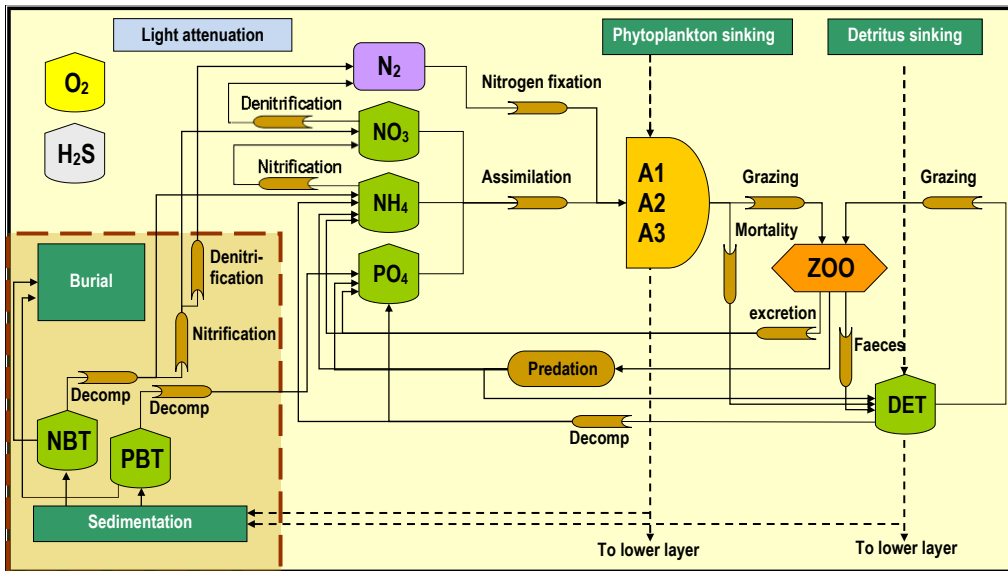 Light attenuation
Phytoplankton sinking
Detritus sinking
O₂
N₂
Nitrogen fixation
Denitrification
NO₃
H₂S
Nitrification
NH₄
Assimilation
A1
A2
A3
Grazing
Grazing
Mortality
Burial
Denitri-
fication
PO₄
ZOO
excretion
Nitrification
Faeces
Predation
Decomp
Decomp
DET
NBT
PBT
Decomp
Sedimentation
To lower layer
To lower layer